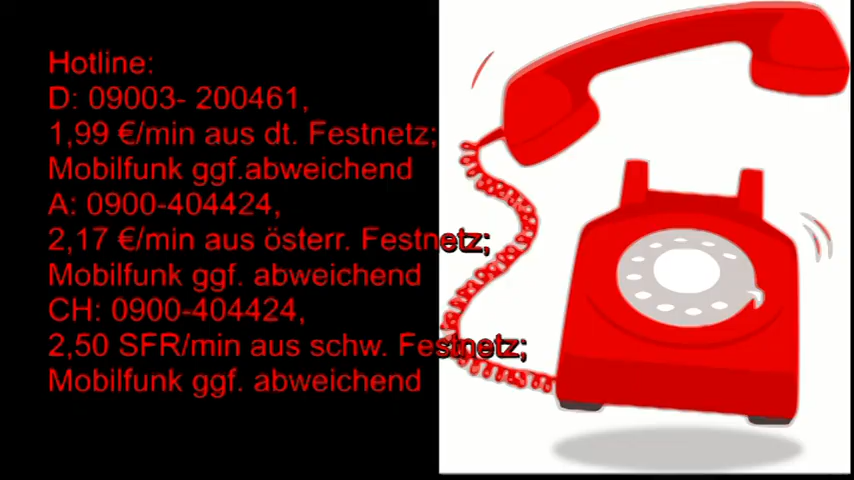 Hotline:
D: 09003- 200461,
1,99 €/min aus dt. Festnetz;
Mobilfunk ggf.abweichend
A: 0900-404424,
2,17 €/min aus österr. Festnetz;
Mobilfunk ggf. abweichend
CH: 0900-404424,
2,50 SFR/min aus schw. Festnetz;
Mobilfunk ggf. abweichend